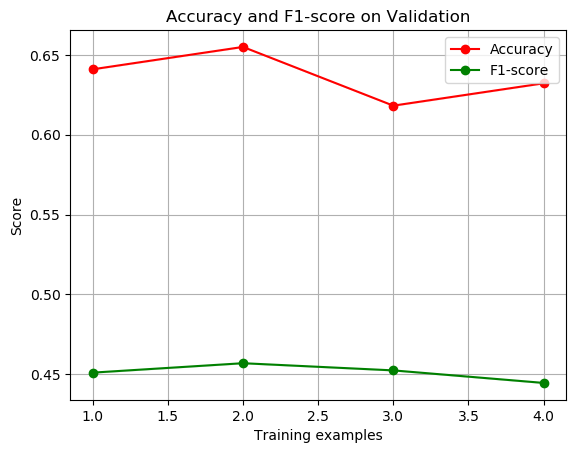 Accuracy and F1-score on Validation
Accuracy
F1-score
0.65
0.60
0.55
0.50
0.45
Score
1.0 1.5 2.0 2.5 3.0 3.5 4.0
Training examples